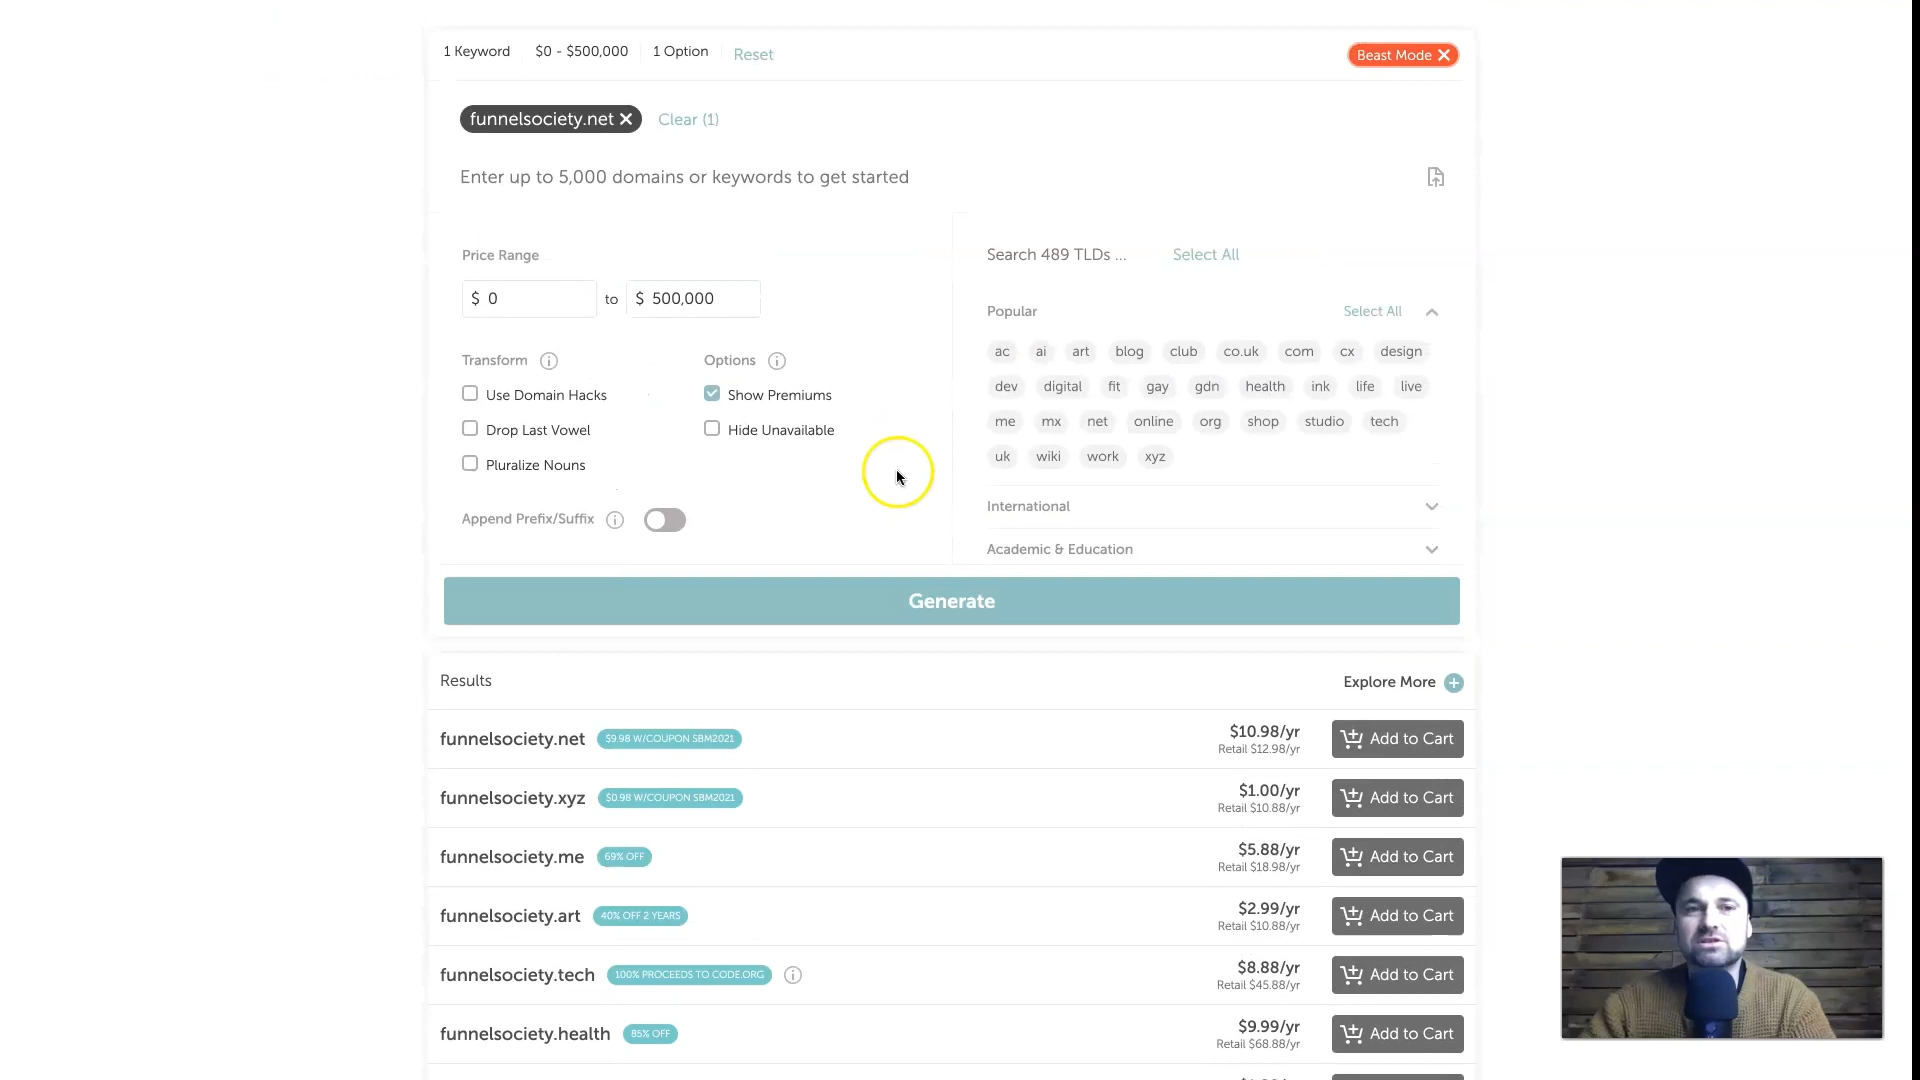 1 Keyword $0 - $500,000 1 Option Reset Beast Mode
funnelsociety.net Clear (1)
Enter up to 5,000 domains or keywords to get started
Price Range
$ 0 to $ 500,000
Transform Options
Use Domain Hacks Show Premiums
Drop Last Vowel Hide Unavailable
Pluralize Nouns
Append Prefix/Suffix
Search 489 TLDs ... Select All
Popular Select All
ac ai art blog club co.uk com cx design
dev digital fit gay gdn health ink life live
me mx net online org shop studio tech
uk wiki work xyz
International
Academic & Education
Generate
Results Explore More
funnelsociety.net $9.98 W/COUPON SBM2021 $10.98/yr Add to Cart
Retail $12.98/yr
funnelsociety.xyz $0.98 W/COUPON SBM2021 $1.00/yr Add to Cart
Retail $10.88/yr
funnelsociety.me 69% OFF $5.88/yr Add to Cart
Retail $18.98/yr
funnelsociety.art 40% OFF 2 YEARS $2.99/yr Add to Cart
Retail $10.88/yr
funnelsociety.tech 100% PROCEEDS TO CODE.ORG $8.88/yr Add to Cart
Retail $45.88/yr
funnelsociety.health 85% OFF $9.99/yr Add to Cart
Retail $68.88/yr